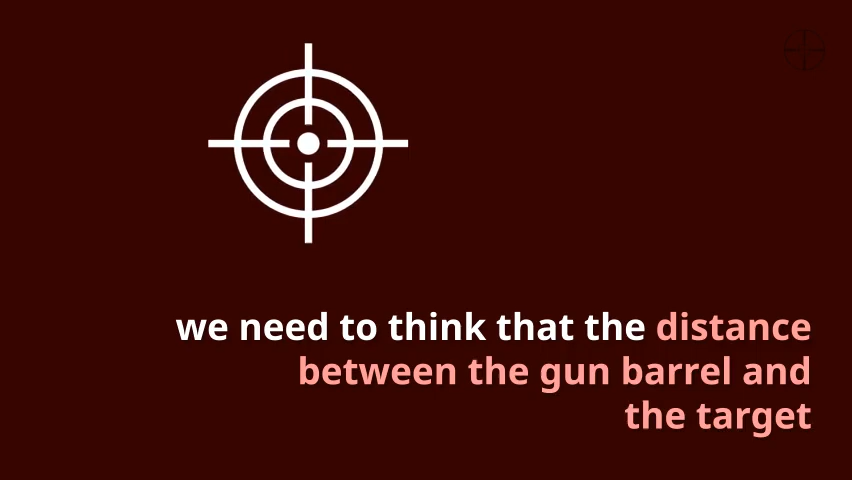 we need to think that the distance
between the gun barrel and
the target